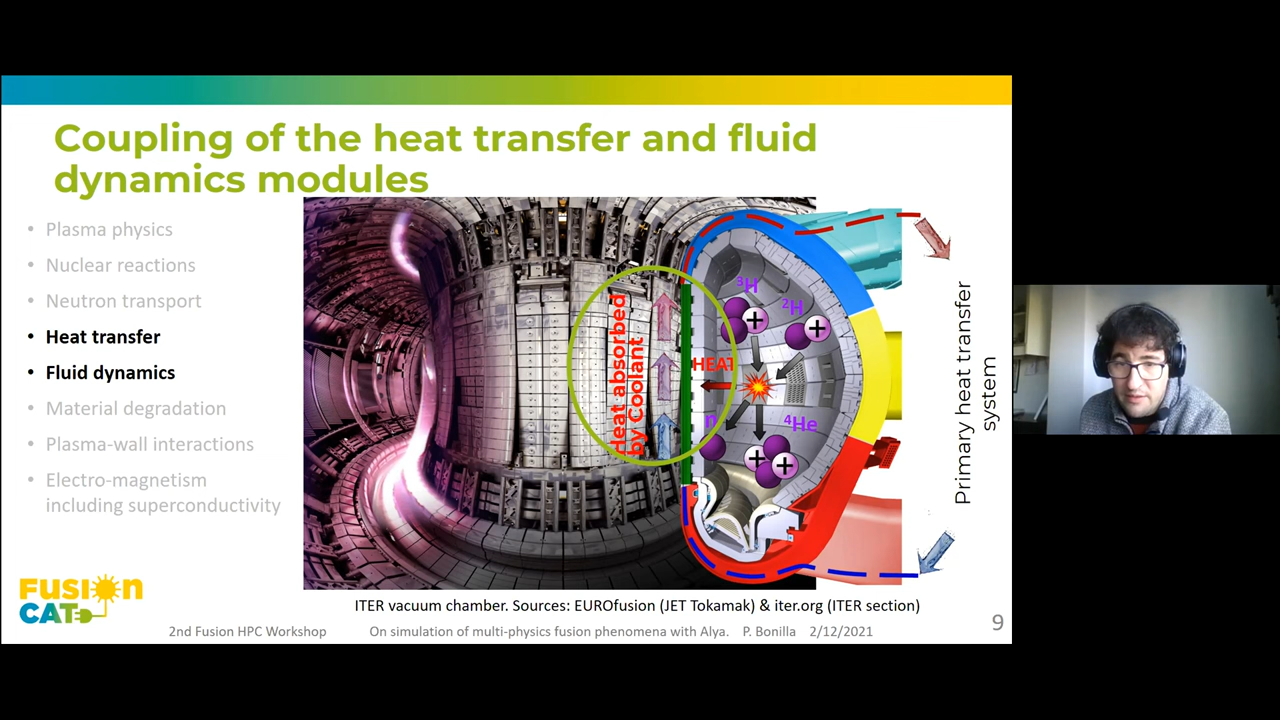 Coupling of the heat transfer and fluid
dynamics modules
• Plasma physics
• Nuclear reactions
• Neutron transport
• Heat transfer
• Fluid dynamics
• Material degradation
• Plasma-wall interactions
• Electro-magnetism
including superconductivity
Heat absorbed
by Coolant
HEAT
³H
²H
+
+
n
⁴He
+
+
Primary heat transfer
system
FUSION
CAT
ITER vacuum chamber. Sources: EUROfusion (JET Tokamak) & iter.org (ITER section)
2nd Fusion HPC Workshop
On simulation of multi-physics fusion phenomena with Alya. P. Bonilla 2/12/2021
9